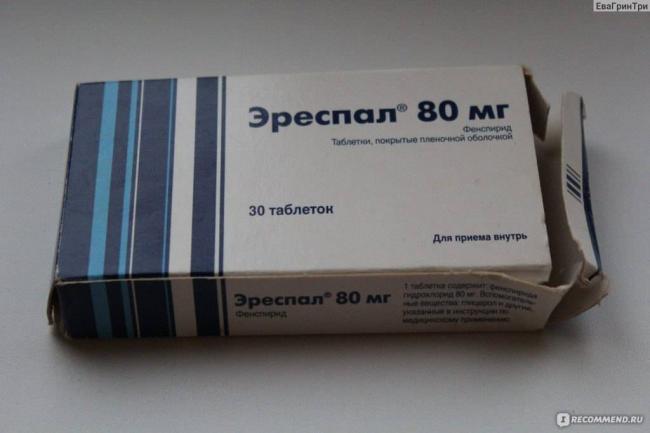 ЕваГринТри
Эреспал® 80 мг
Фенспирид
Таблетки, покрытые пленочной оболочкой
30 таблеток
Для приема внутрь
Эреспал® 80 мг
Фенспирид
1 таблетка содержит: фенспирида
гидрохлорид 80 мг. Вспомогатель-
ные вещества: глицерол и другие,
указанные в инструкции по
медицинскому применению.
IRECOMMEND.RU